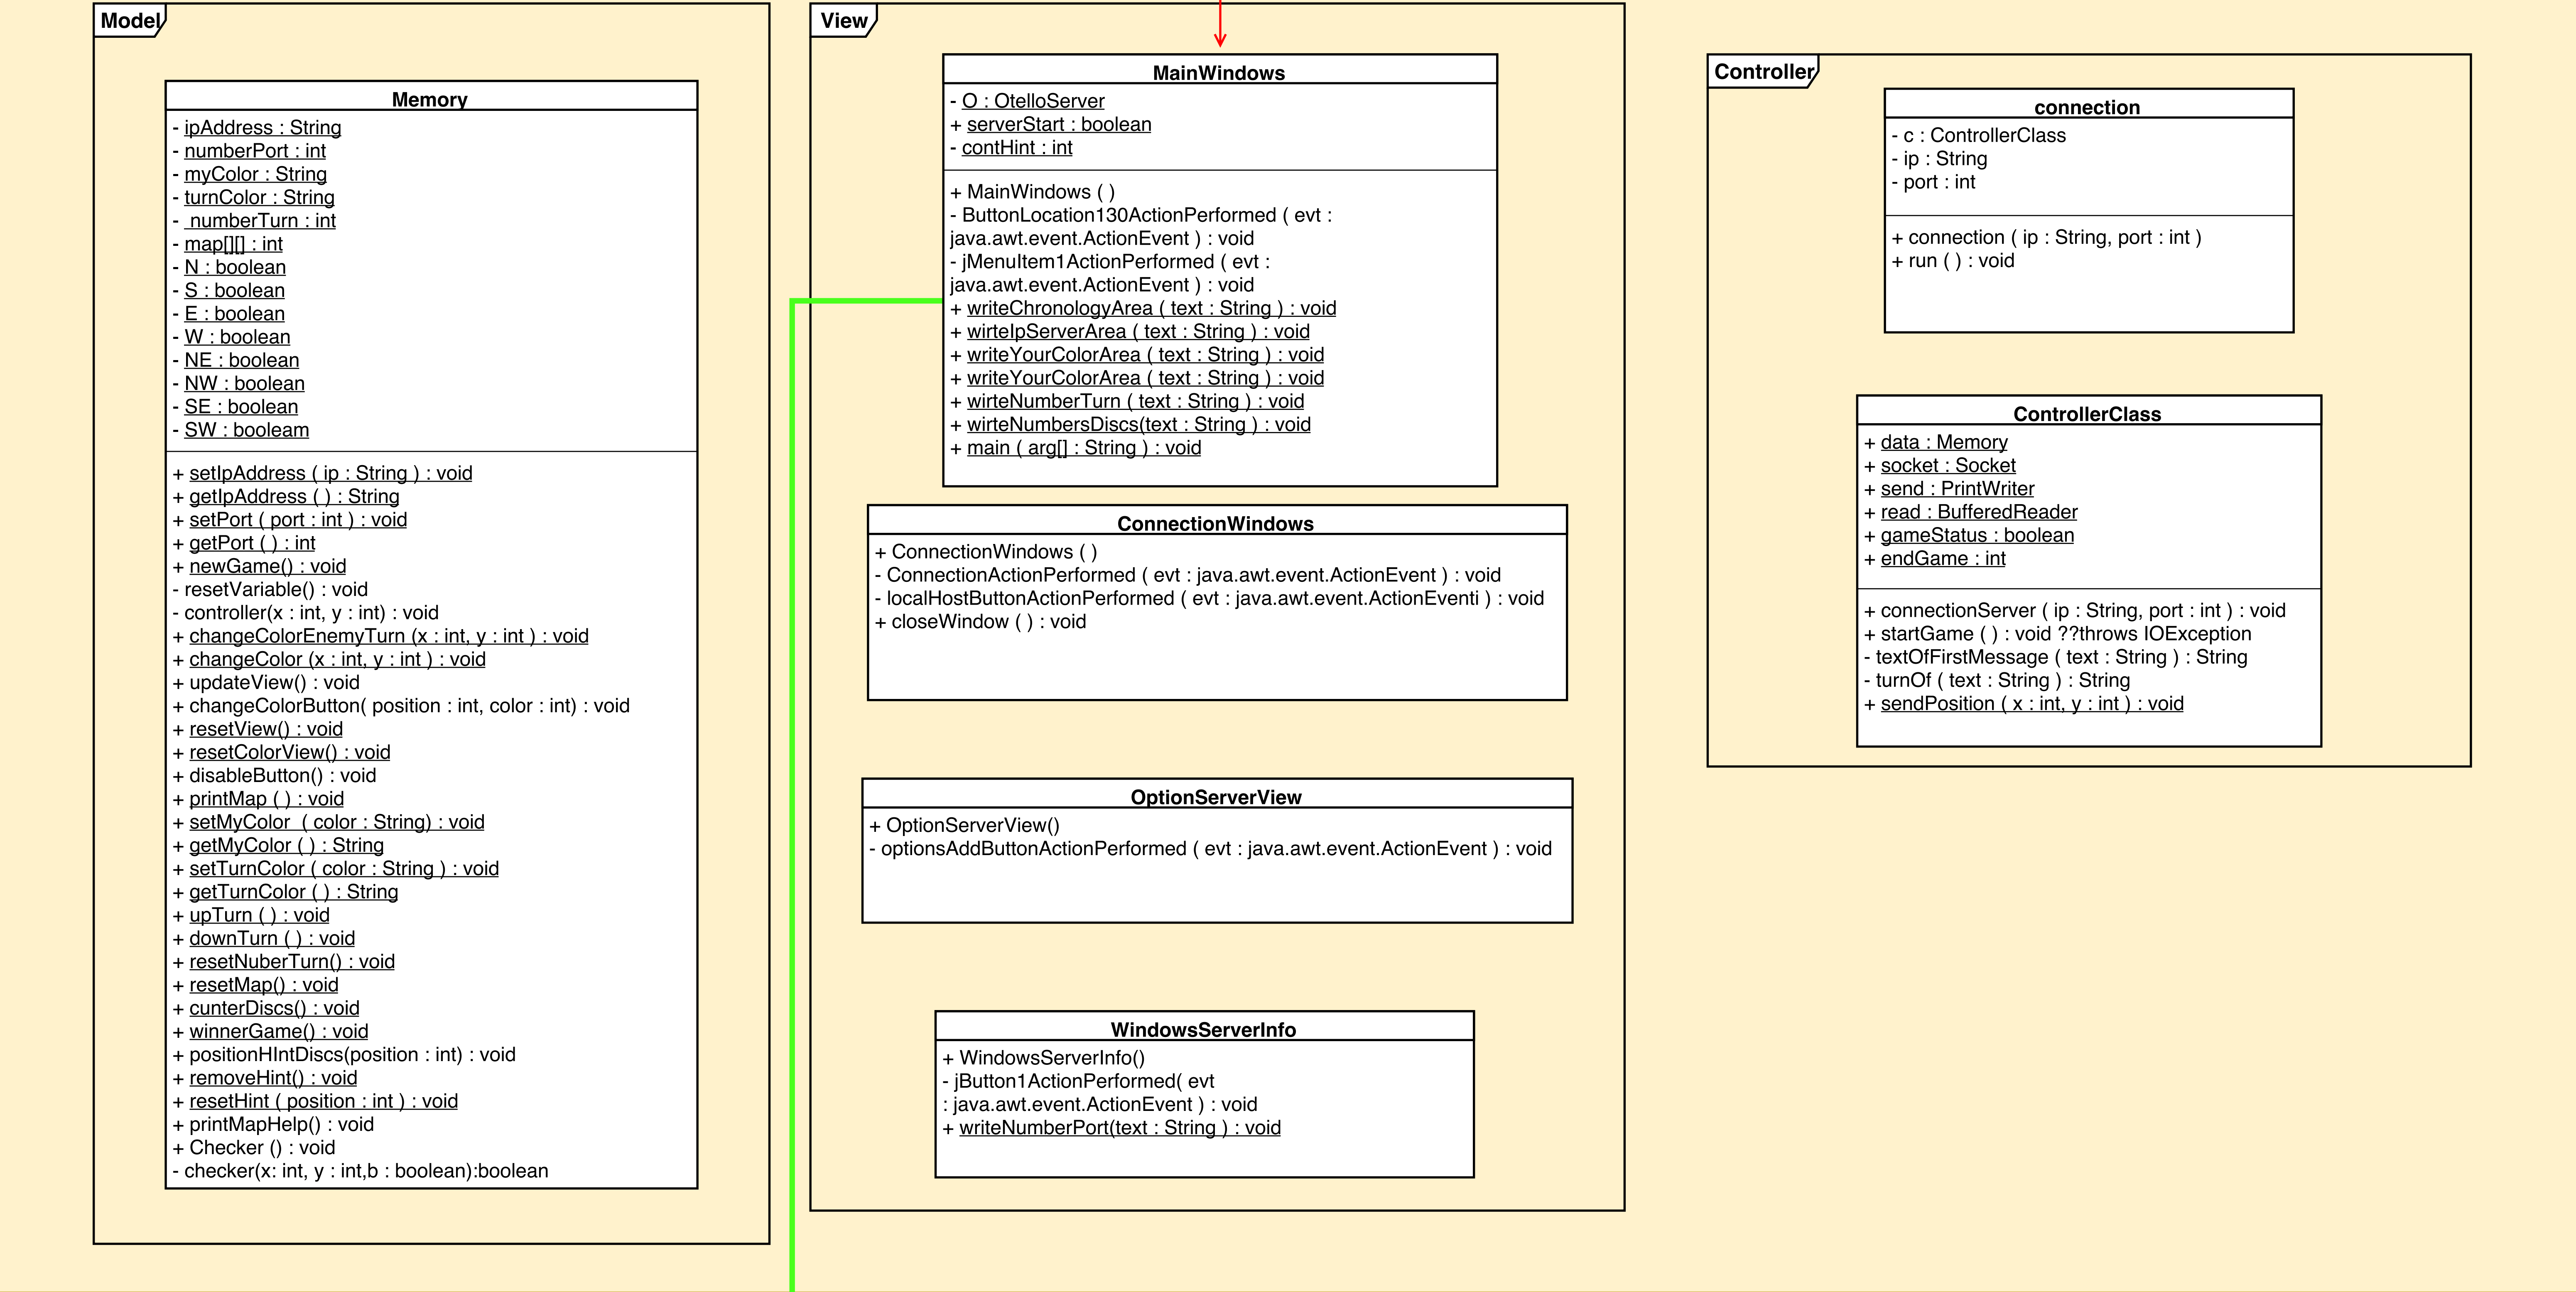 Model
Memory
- ipAddress : String
- numberPort : int
- myColor : String
- turnColor : String
- numberTurn : int
- map[][] : int
- N : boolean
- S : boolean
- E : boolean
- W : boolean
- NE : boolean
- NW : boolean
- SE : boolean
- SW : booleam
+ setIpAddress ( ip : String ) : void
+ getIpAddress ( ) : String
+ setPort ( port : int ) : void
+ getPort ( ) : int
+ newGame() : void
- resetVariable() : void
- controller(x : int, y : int) : void
+ changeColorEnemyTurn (x : int, y : int ) : void
+ changeColor (x : int, y : int ) : void
+ updateView() : void
+ changeColorButton( position : int, color : int) : void
+ resetView() : void
+ resetColorView() : void
+ disableButton() : void
+ printMap ( ) : void
+ setMyColor ( color : String) : void
+ getMyColor ( ) : String
+ setTurnColor ( color : String ) : void
+ getTurnColor ( ) : String
+ upTurn ( ) : void
+ downTurn ( ) : void
+ resetNuberTurn() : void
+ resetMap() : void
+ cunterDiscs() : void
+ winnerGame() : void
+ positionHIntDiscs(position : int) : void
+ removeHint() : void
+ resetHint ( position : int ) : void
+ printMapHelp() : void
+ Checker () : void
- checker(x: int, y : int,b : boolean):boolean
View
MainWindows
- O : OtelloServer
+ serverStart : boolean
- contHint : int
+ MainWindows ( )
- ButtonLocation130ActionPerformed ( evt :
java.awt.event.ActionEvent ) : void
- jMenuItem1ActionPerformed ( evt :
java.awt.event.ActionEvent ) : void
+ writeChronologyArea ( text : String ) : void
+ wirteIpServerArea ( text : String ) : void
+ writeYourColorArea ( text : String ) : void
+ writeYourColorArea ( text : String ) : void
+ wirteNumberTurn ( text : String ) : void
+ wirteNumbersDiscs(text : String ) : void
+ main ( arg[] : String ) : void
ConnectionWindows
+ ConnectionWindows ( )
- ConnectionActionPerformed ( evt : java.awt.event.ActionEvent ) : void
- localHostButtonActionPerformed ( evt : java.awt.event.ActionEventi ) : void
+ closeWindow ( ) : void
OptionServerView
+ OptionServerView()
- optionsAddButtonActionPerformed ( evt : java.awt.event.ActionEvent ) : void
WindowsServerInfo
+ WindowsServerInfo()
- jButton1ActionPerformed( evt
: java.awt.event.ActionEvent ) : void
+ writeNumberPort(text : String ) : void
Controller
connection
- c : ControllerClass
- ip : String
- port : int
+ connection ( ip : String, port : int )
+ run ( ) : void
ControllerClass
+ data : Memory
+ socket : Socket
+ send : PrintWriter
+ read : BufferedReader
+ gameStatus : boolean
+ endGame : int
+ connectionServer ( ip : String, port : int ) : void
+ startGame ( ) : void ??throws IOException
- textOfFirstMessage ( text : String ) : String
- turnOf ( text : String ) : String
+ sendPosition ( x : int, y : int ) : void